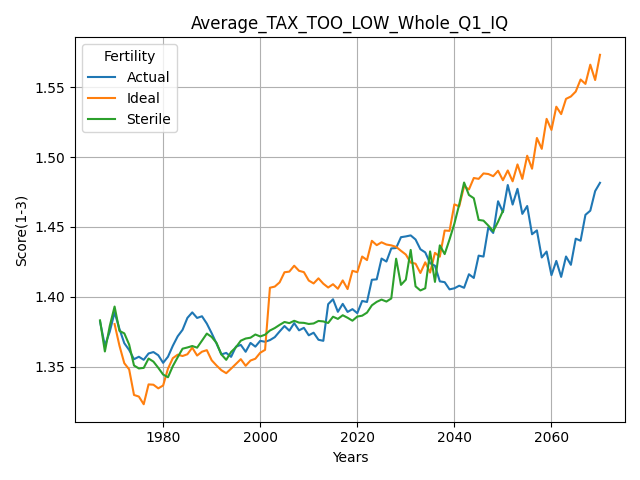 Average_TAX_TOO_LOW_Whole_Q1_IQ
Fertility
Actual
Ideal
Sterile
Score(1-3)
1.55
1.50
1.45
1.40
1.35
1980
2000
2020
2040
2060
Years